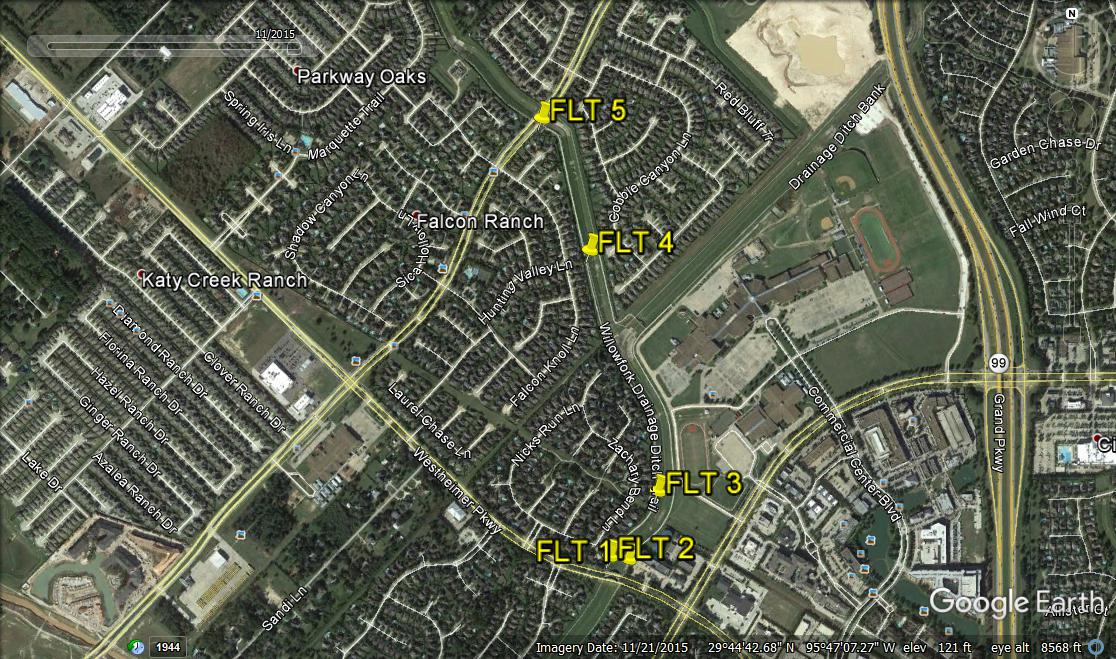 11/2015
N
Parkway Oaks
FLT 5
Spring Iris Ln
Marquette Trail
Red Bluff Tr
Drainage Ditch Bank
Garden Chase Dr
Cobble Canyon Ln
Shadow Canyon Ln
Falcon Ranch
Fall Wind Ct
FLT 4
Katy Creek Ranch
Hunting Valley Ln
Diamond Ranch Dr
Florina Ranch Dr
Clover Ranch Dr
Hazel Ranch Dr
Ginger Ranch Dr
Falcon Knoll Ln
Willowfork Drainage Ditch Trail
99
Laurel Chase Ln
Nicks Run Ln
Commercial Center Blvd
Grand Pkwy
Lake Dr
Azalea Ranch Dr
Westheimer Pkwy
Zachary Bend Ln
FLT 3
FLT 1
FLT 2
Sandi Ln
Google Earth
1944
Imagery Date: 11/21/2015 29°44'42.68" N 95°47'07.27" W elev 121 ft eye alt 8568 ft